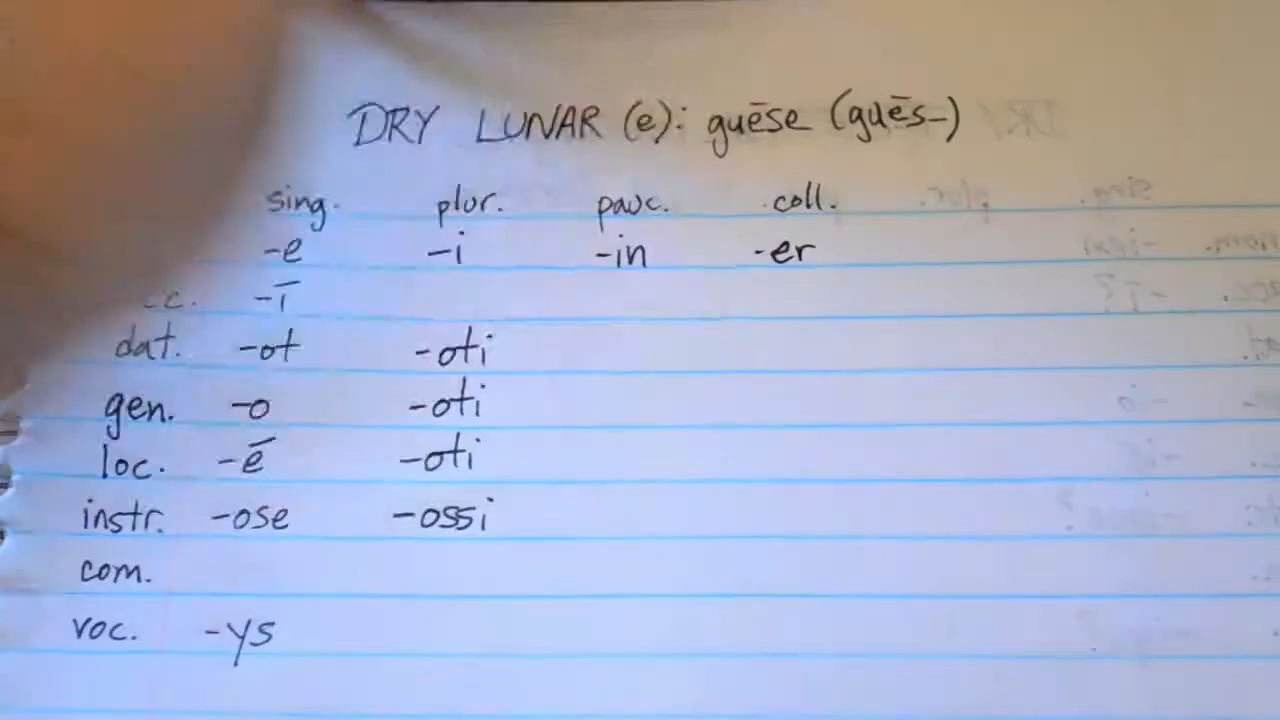 DRY LUNAR (e): guēse (guēs-)
sing. plur. pauc. coll.
-e -i -in -er
c. -ī
dat. -ot -oti
gen. -o -oti
loc. -ē -oti
instr. -ose -ossi
com.
voc. -ys